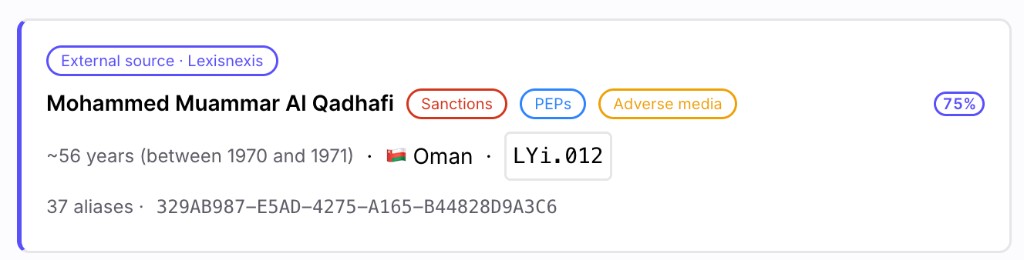 External source · Lexisnexis
Mohammed Muammar Al Qadhafi Sanctions PEPs Adverse media 75%
~56 years (between 1970 and 1971) · Oman · LYi.012
37 aliases · 329AB987–E5AD–4275–A165–B44828D9A3C6